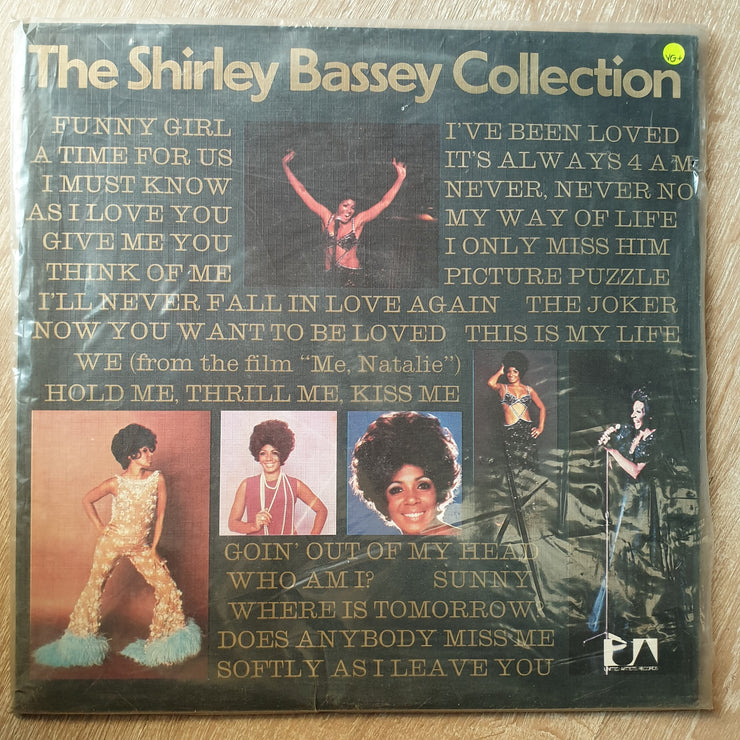 The Shirley Bassey Collection
VG+
FUNNY GIRL
A TIME FOR US
I MUST KNOW
AS I LOVE YOU
GIVE ME YOU
THINK OF ME
I'VE BEEN LOVED
IT'S ALWAYS 4 A.M
NEVER, NEVER NO
MY WAY OF LIFE
I ONLY MISS HIM
PICTURE PUZZLE
I'LL NEVER FALL IN LOVE AGAIN THE JOKER
NOW YOU WANT TO BE LOVED THIS IS MY LIFE
WE (from the film "Me, Natalie")
HOLD ME, THRILL ME, KISS ME
GOIN' OUT OF MY HEAD
WHO AM I? SUNNY
WHERE IS TOMORROW?
DOES ANYBODY MISS ME
SOFTLY AS I LEAVE YOU
UA
UNITED ARTISTS RECORDS